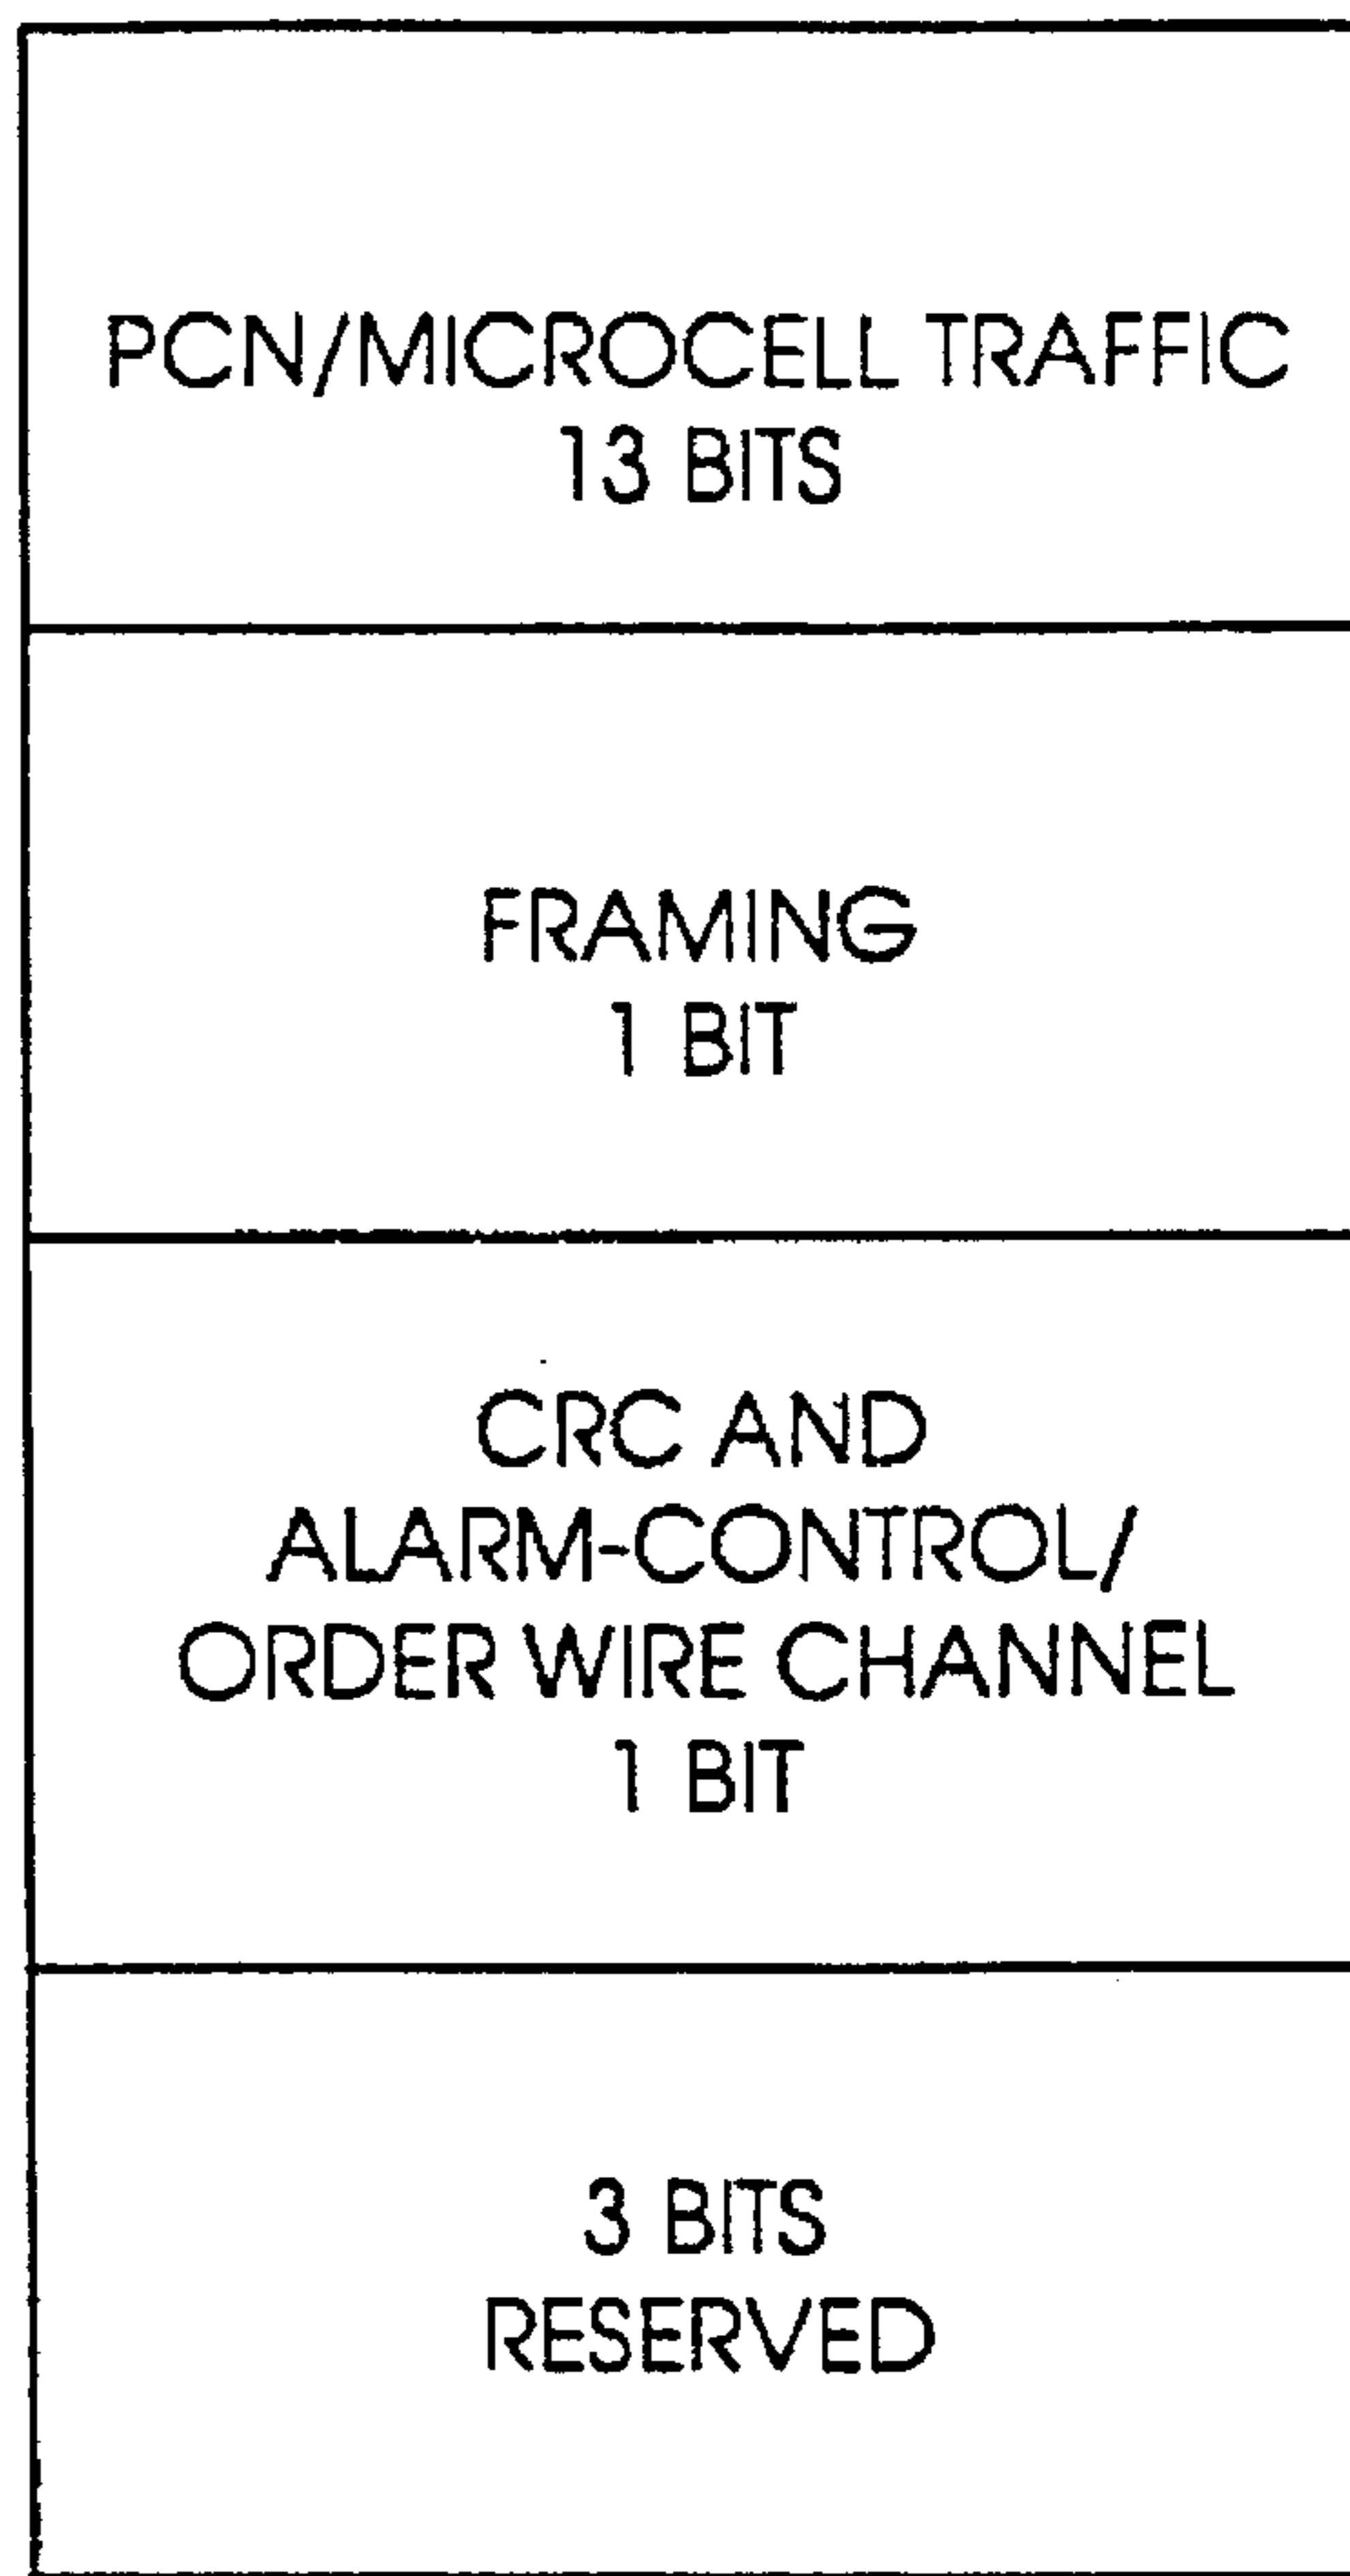 PCN/MICROCELL TRAFFIC
13 BITS
FRAMING
1 BIT
CRC AND
ALARM-CONTROL/
ORDER WIRE CHANNEL
1 BIT
3 BITS
RESERVED